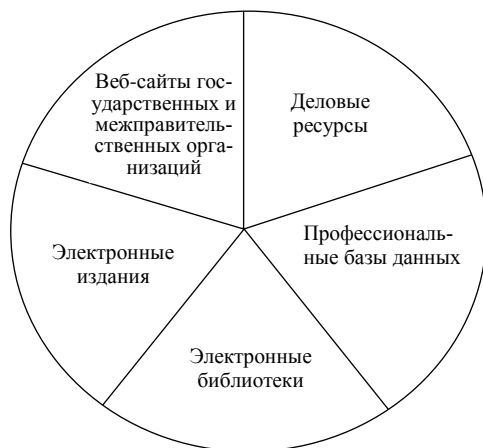 Веб-сайты гос-
ударственных и
межправитель-
ственных орга-
низаций
Деловые
ресурсы
Профессиональ-
ные базы данных
Электронные
библиотеки
Электронные
издания